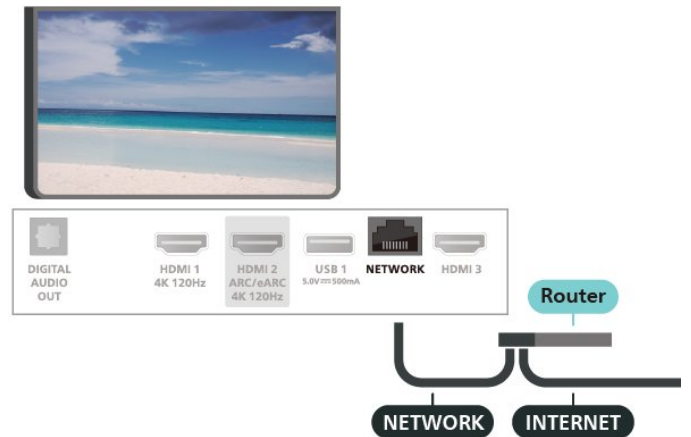 DIGITAL
AUDIO
OUT
HDMI 1
4K 120Hz
HDMI 2
ARC/eARC
4K 120Hz
USB 1
5.0V⎓500mA
NETWORK
HDMI 3
Router
NETWORK
INTERNET